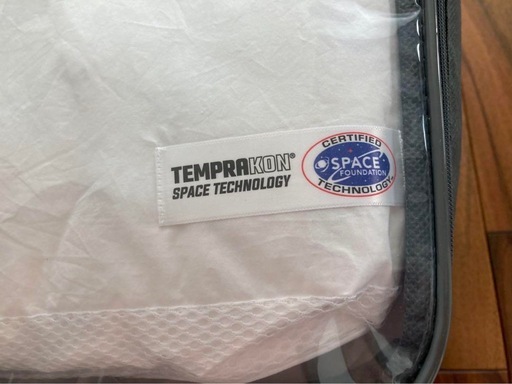 TEMPRAKON®
SPACE TECHNOLOGY
CERTIFIED
SPACE
FOUNDATION
TECHNOLOGY